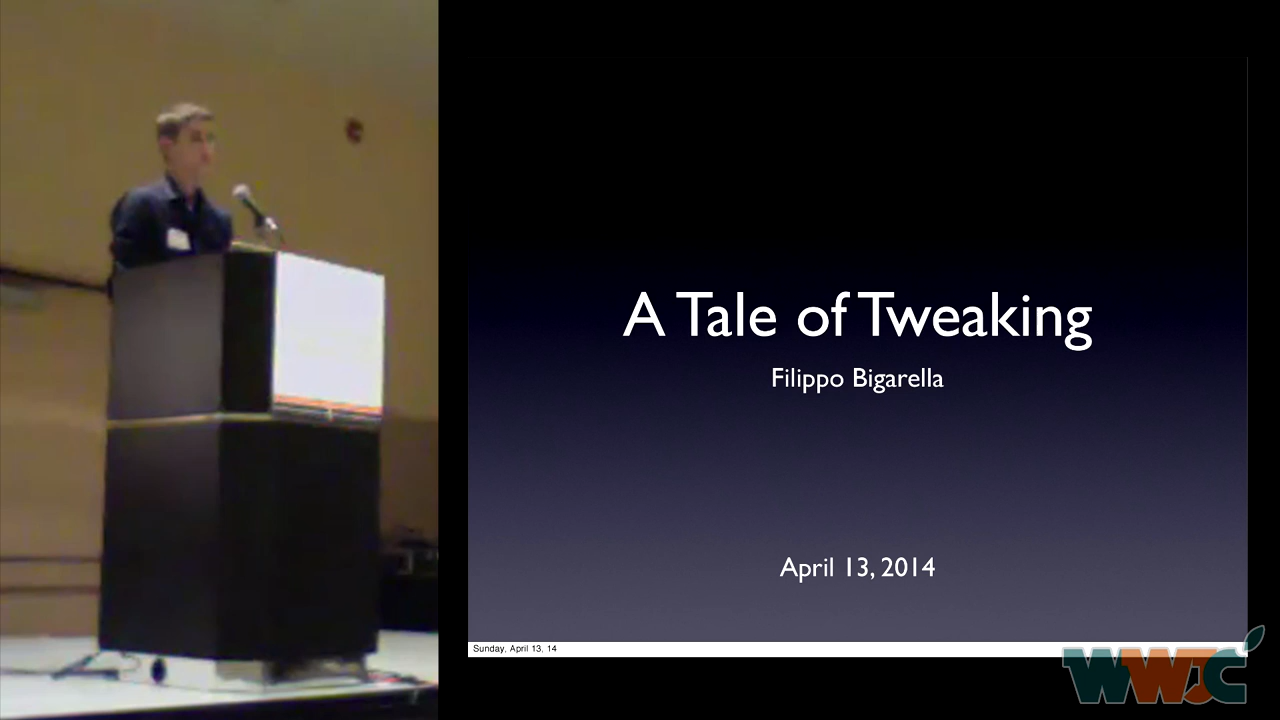 A Tale of Tweaking
Filippo Bigarella
April 13, 2014
Sunday, April 13, 14
WWJC